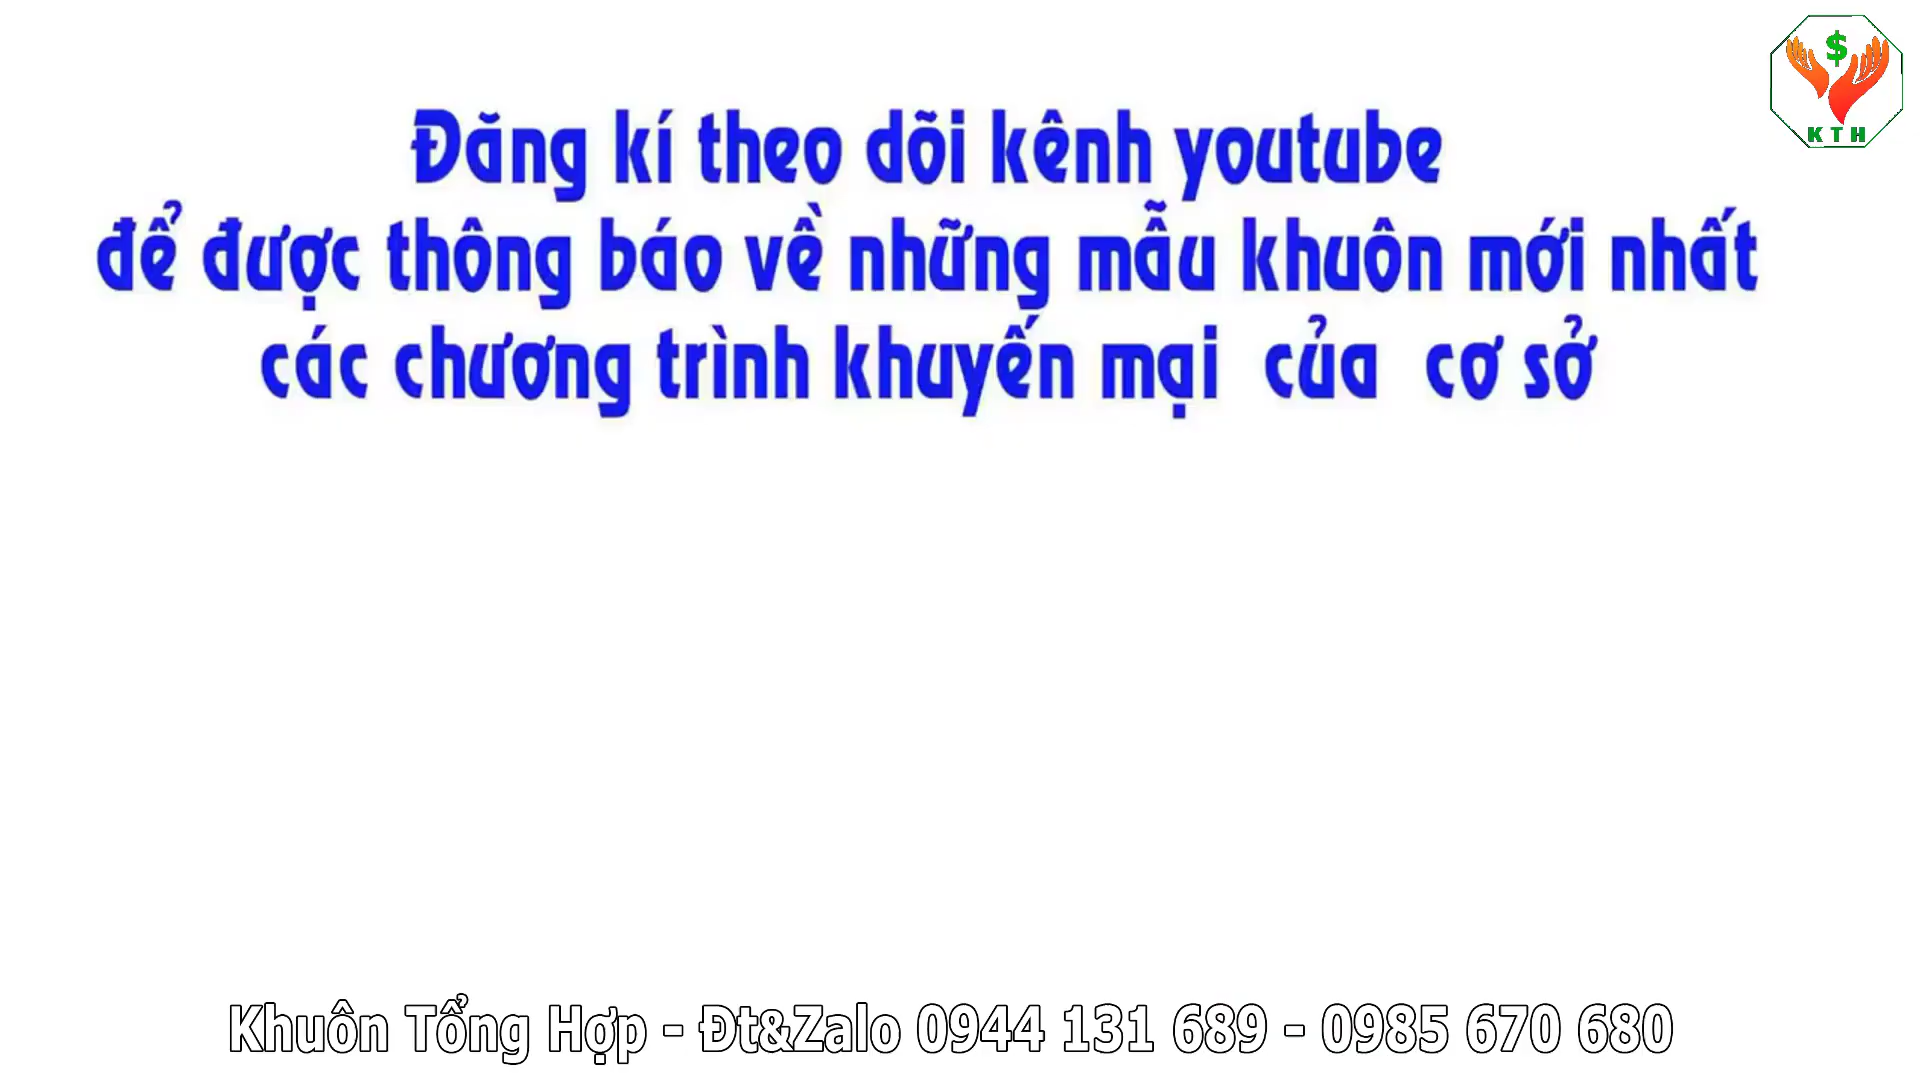 $
KTH
Đăng kí theo dõi kênh youtube
để được thông báo về những mẫu khuôn mới nhất
các chương trình khuyến mại của cơ sở
Khuôn Tổng Hợp - Đt&Zalo 0944 131 689 - 0985 670 680